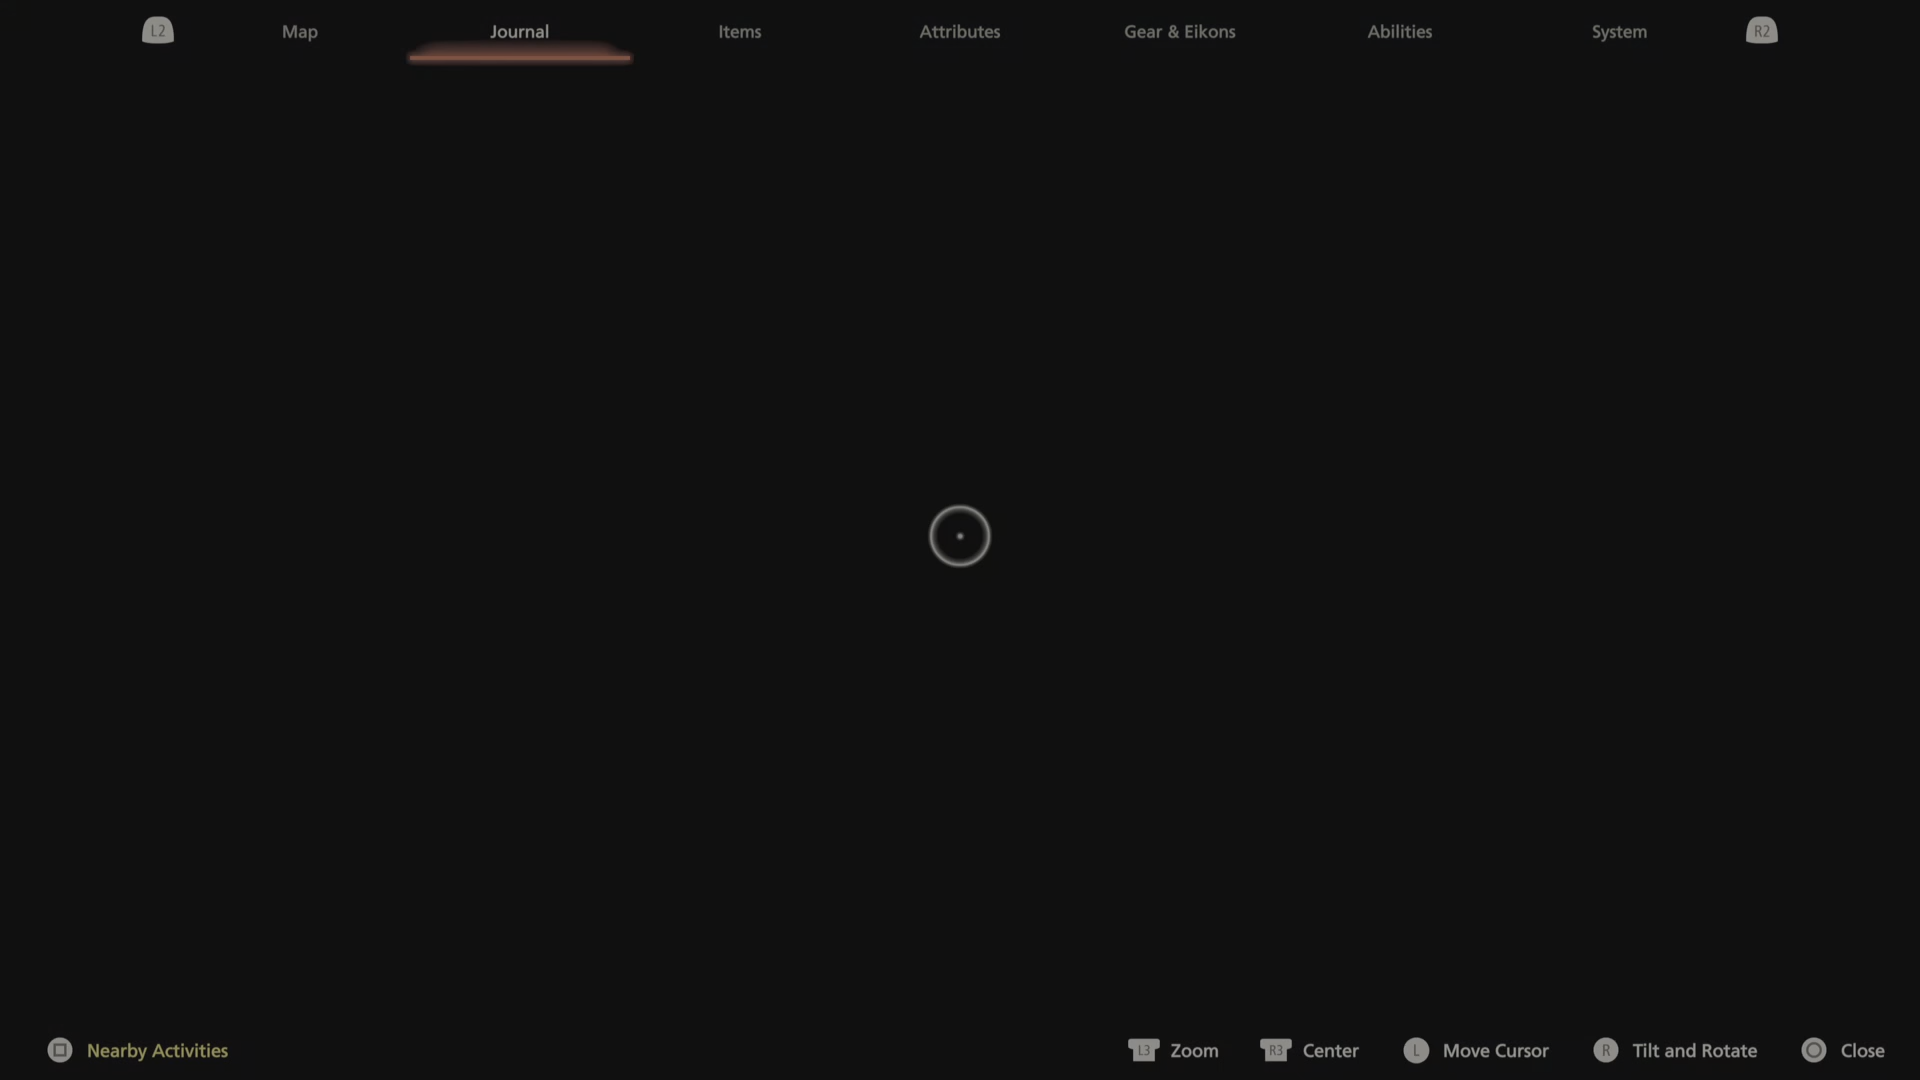 L2 Map Journal Items Attributes Gear & Eikons Abilities System R2
Nearby Activities L3 Zoom R3 Center L Move Cursor R Tilt and Rotate Close